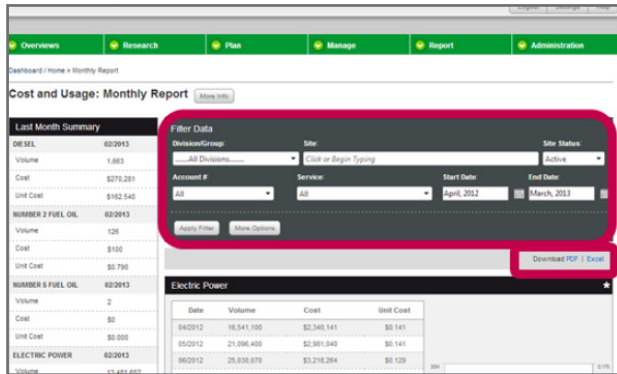 Logout Settings Help
Overviews Research Plan Manage Report Administration
Dashboard / Home » Monthly Report
Cost and Usage: Monthly Report More Info
Last Month Summary
DIESEL 02/2013
Volume 1,663
Cost $270,281
Unit Cost $162.540
NUMBER 2 FUEL OIL 02/2013
Volume 126
Cost $100
Unit Cost $0.790
NUMBER 5 FUEL OIL 02/2013
Volume 2
Cost $0
Unit Cost $0.000
ELECTRIC POWER 02/2013
Volume 13,481,652
Filter Data
Division/Group: Site: Site Status:
.......All Divisions......... Click or Begin Typing Active
Account #: Service: Start Date: End Date:
All All April, 2012 March, 2013
Apply Filter More Options
Download PDF | Excel
Electric Power
Date Volume Cost Unit Cost
04/2012 16,541,100 $2,340,141 $0.141
05/2012 21,096,400 $2,981,040 $0.141
06/2012 25,030,070 $3,218,264 $0.129
0.175